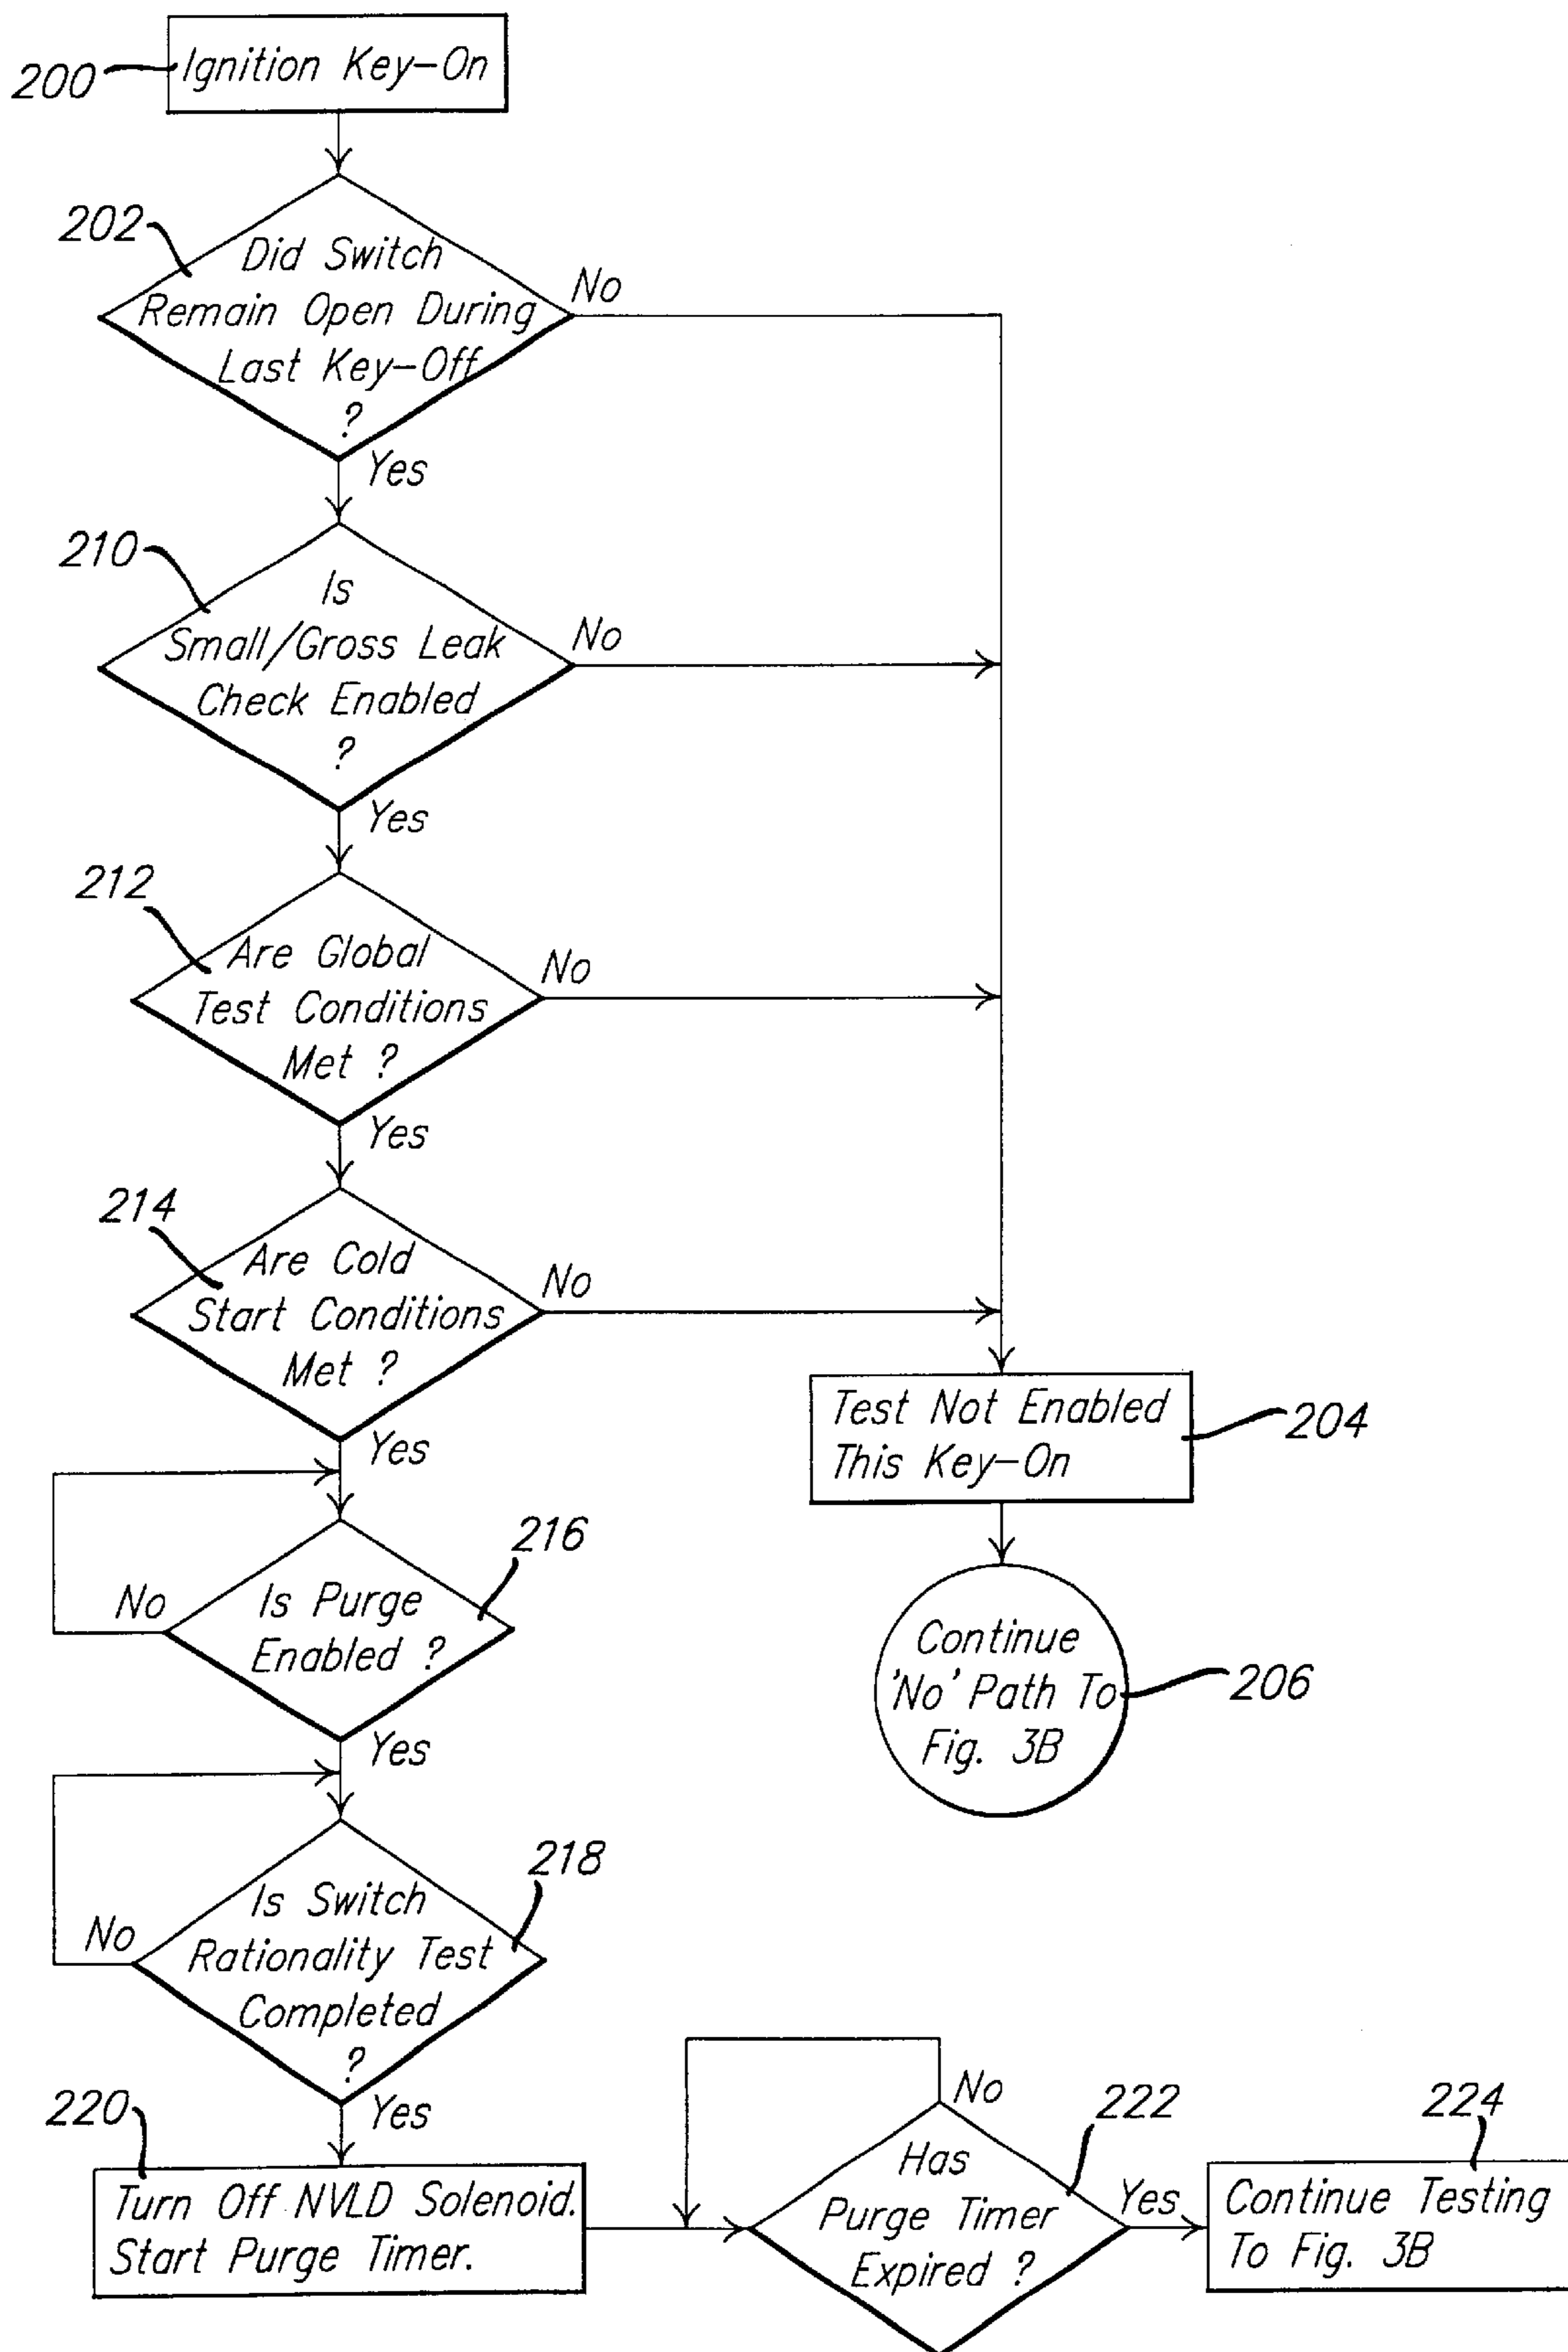 200
Ignition Key-On
202
Did Switch
Remain Open During
Last Key-Off
?
No
Yes
210
Is
Small/Gross Leak
Check Enabled
?
No
Yes
212
Are Global
Test Conditions
Met ?
No
Yes
214
Are Cold
Start Conditions
Met ?
No
Yes
Test Not Enabled
This Key-On
204
Continue
'No' Path To
Fig. 3B
206
216
Is Purge
Enabled ?
No
Yes
218
Is Switch
Rationality Test
Completed
?
No
Yes
220
Turn Off NVLD Solenoid.
Start Purge Timer.
No
222
Has
Purge Timer
Expired ?
Yes
224
Continue Testing
To Fig. 3B